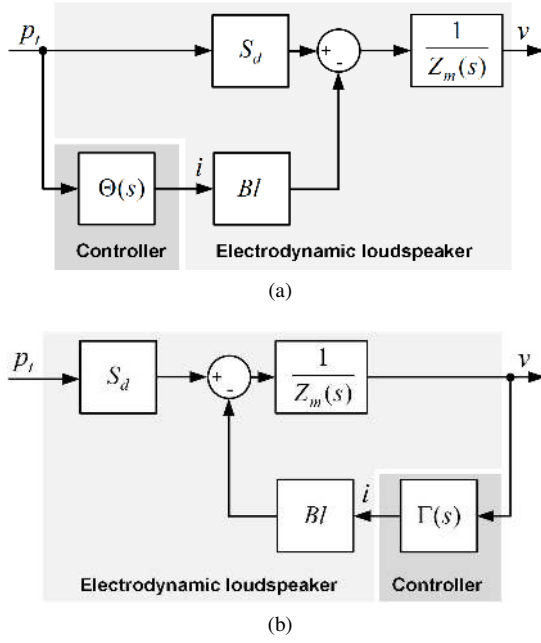 p_t
S_d
+
-
1
Z_m(s)
v
Θ(s)
i
Bl
Controller
Electrodynamic loudspeaker
(a)
p_t
S_d
+
-
1
Z_m(s)
v
Bl
i
Γ(s)
Electrodynamic loudspeaker
Controller
(b)